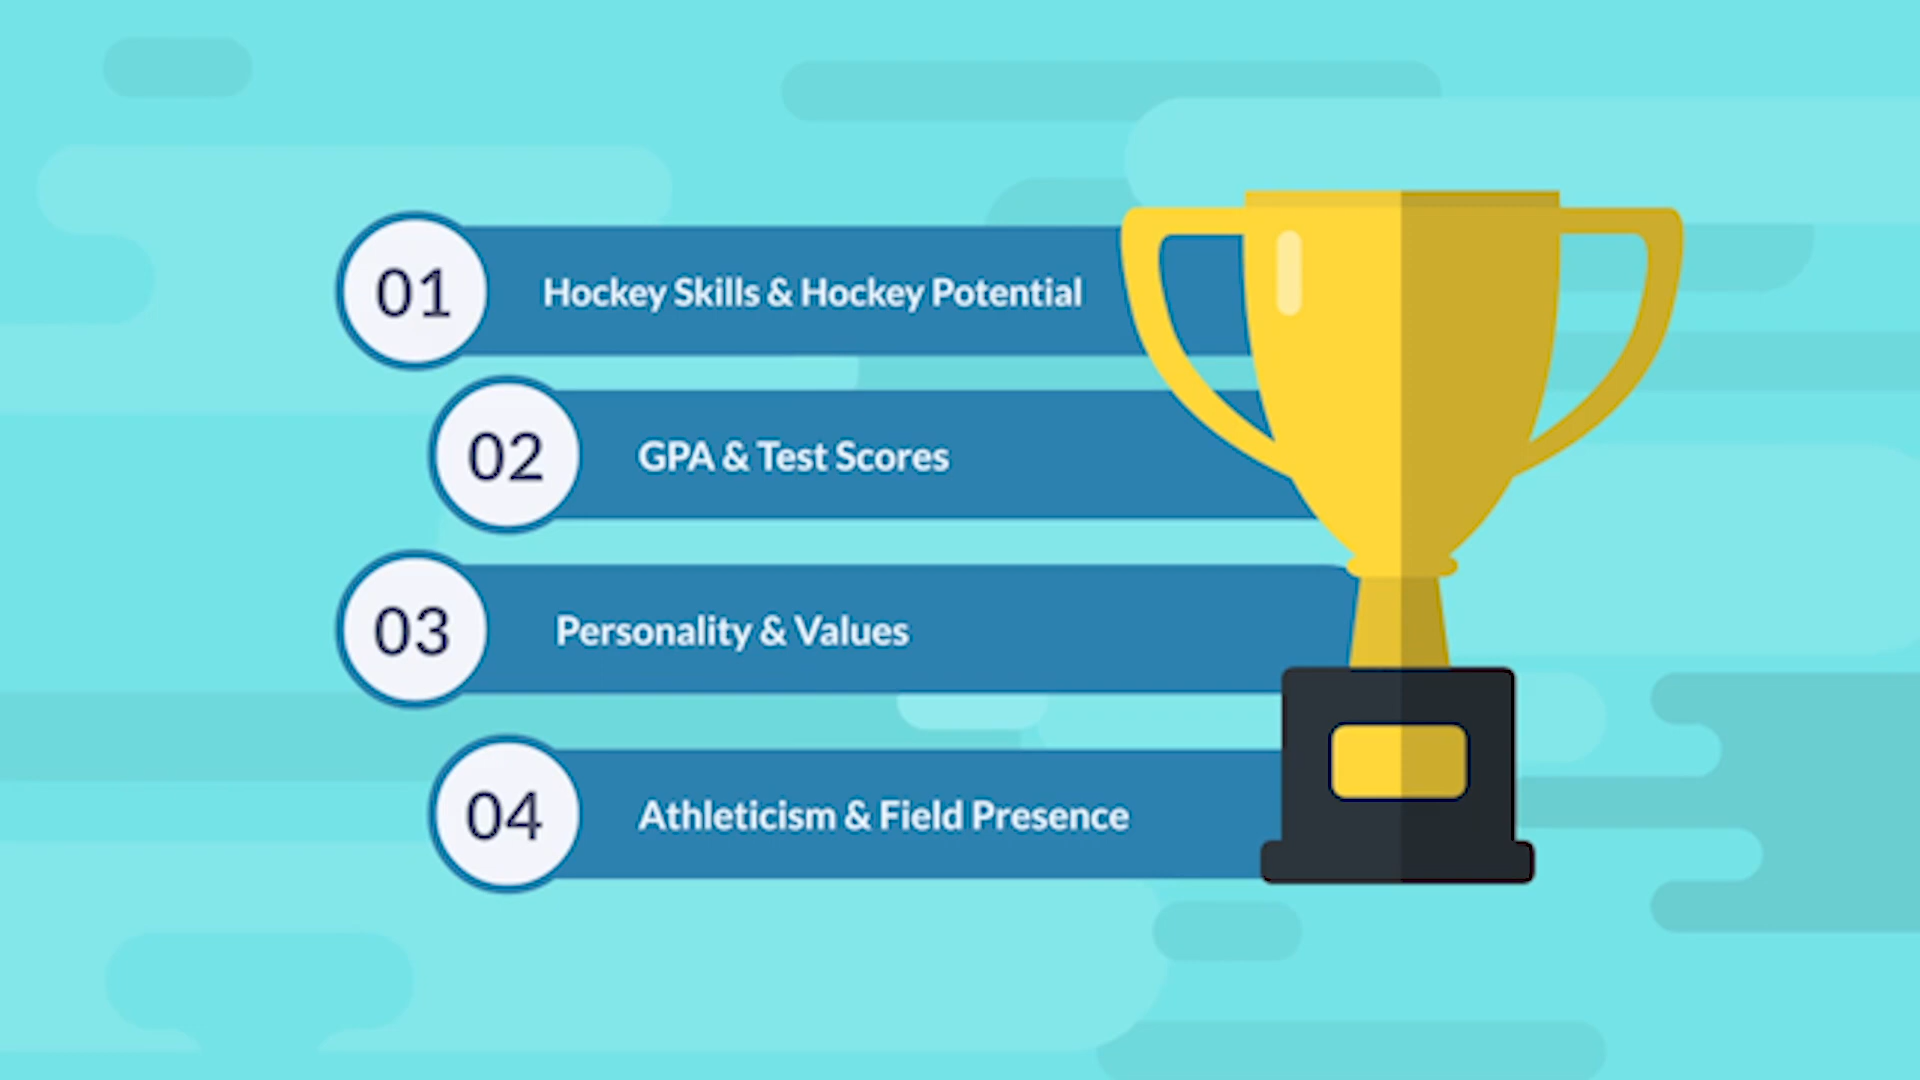 01 Hockey Skills & Hockey Potential
02 GPA & Test Scores
03 Personality & Values
04 Athleticism & Field Presence